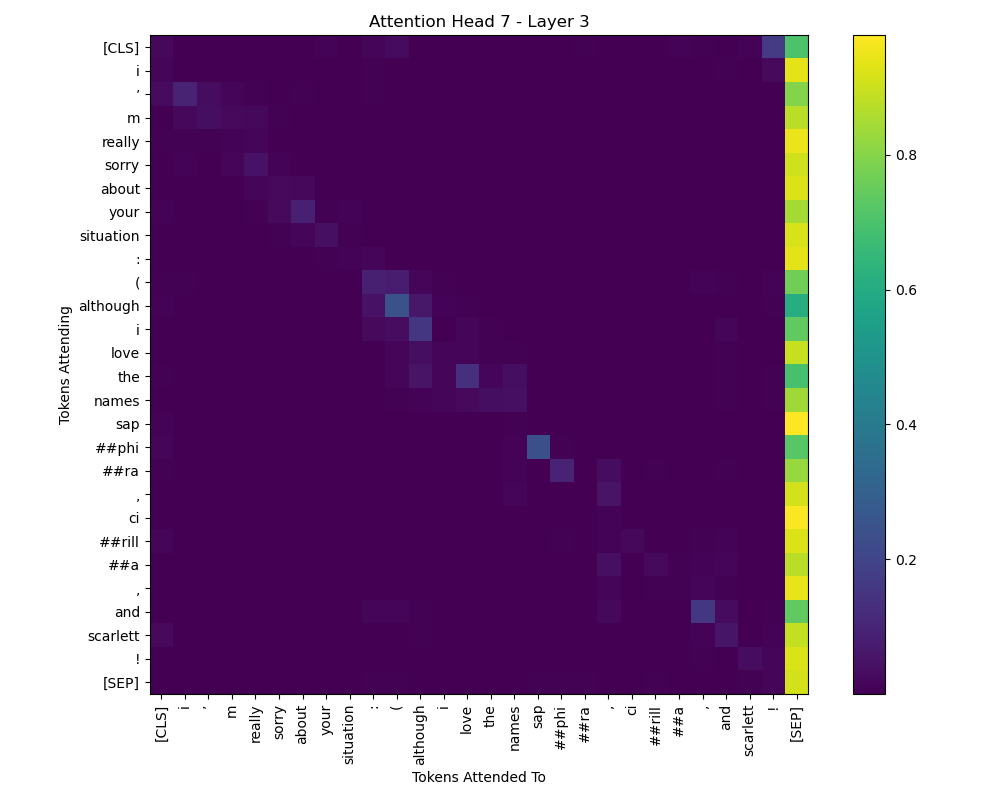 Attention Head 7 - Layer 3
[CLS]
i
’
m
really
sorry
about
your
situation
:
(
although
i
love
the
names
sap
##phi
##ra
,
ci
##rill
##a
,
and
scarlett
!
[SEP]
Tokens Attending
[CLS]
i
’
m
really
sorry
about
your
situation
:
(
although
i
love
the
names
sap
##phi
##ra
,
ci
##rill
##a
,
and
scarlett
!
[SEP]
Tokens Attended To
0.8
0.6
0.4
0.2